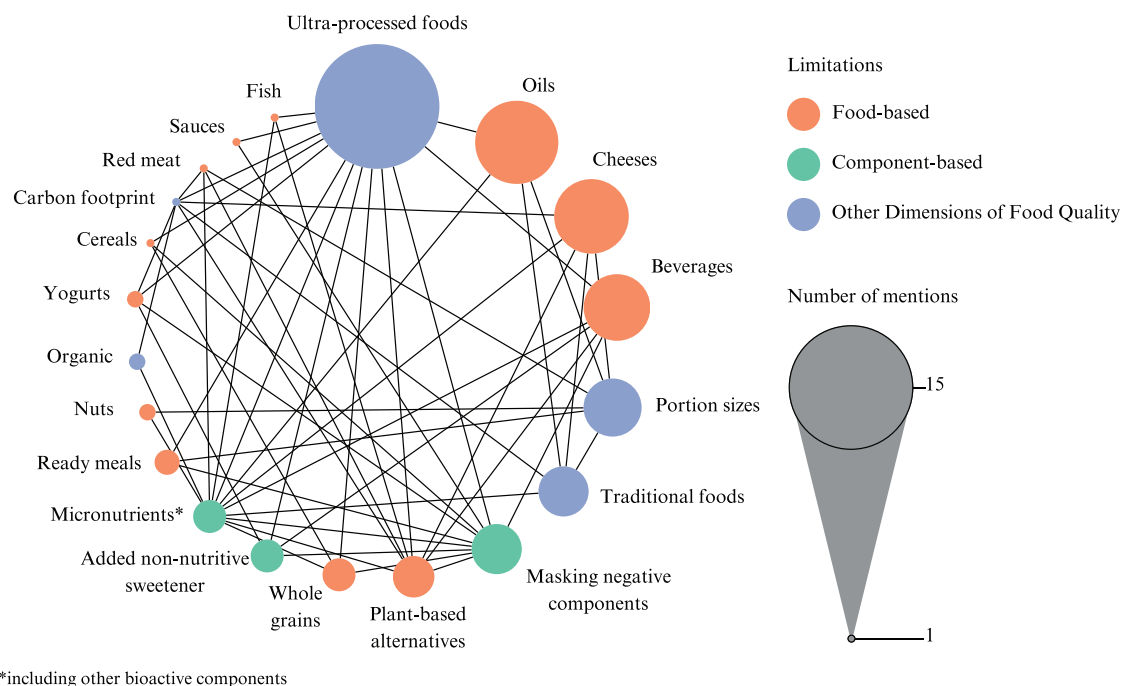 Ultra-processed foods
Oils
Cheeses
Beverages
Portion sizes
Traditional foods
Masking negative
components
Plant-based
alternatives
Whole
grains
Added non-nutritive
sweetener
Micronutrients*
Ready meals
Nuts
Organic
Yogurts
Cereals
Carbon footprint
Red meat
Sauces
Fish
Limitations
Food-based
Component-based
Other Dimensions of Food Quality
Number of mentions
15
1
*including other bioactive components